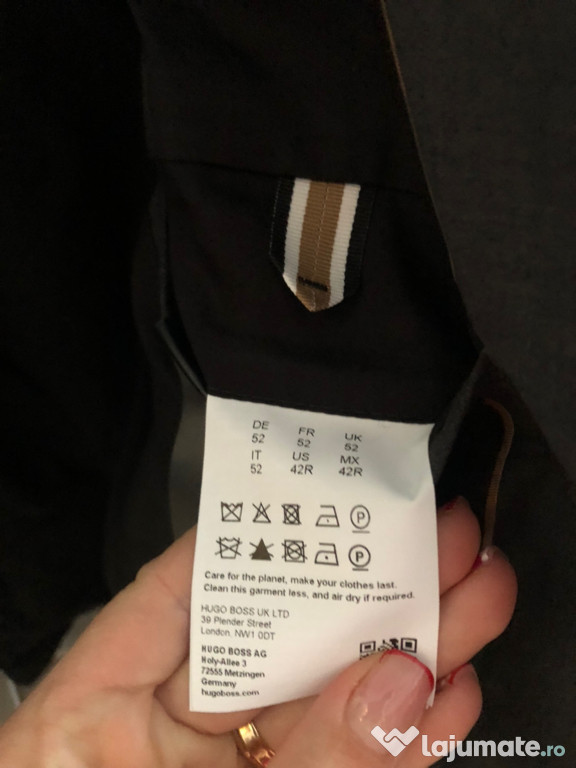 DE FR UK
52 52 52
IT US MX
52 42R 42R
P
P
Care for the planet, make your clothes last.
Clean this garment less, and air dry if required.
HUGO BOSS UK LTD
39 Plender Street
London, NW1 0DT
HUGO BOSS AG
Holy-Allee 3
72555 Metzingen
Germany
hugoboss.com
lajumate.ro